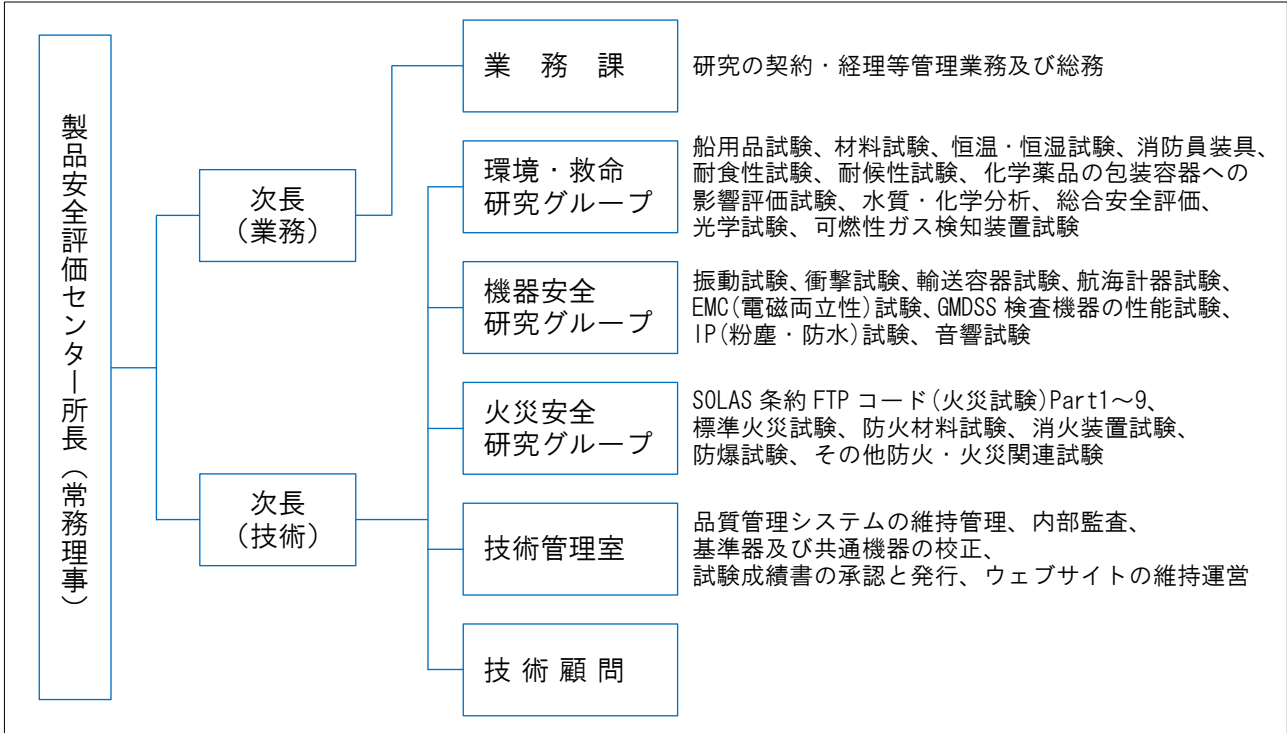 製品安全評価センター所長（常務理事）
次長
（業務）
次長
（技術）
業務課
研究の契約・経理等管理業務及び総務
環境・救命
研究グループ
船用品試験、材料試験、恒温・恒湿試験、消防員装具、
耐食性試験、耐候性試験、化学薬品の包装容器への
影響評価試験、水質・化学分析、総合安全評価、
光学試験、可燃性ガス検知装置試験
機器安全
研究グループ
振動試験、衝撃試験、輸送容器試験、航海計器試験、
EMC(電磁両立性)試験、GMDSS 検査機器の性能試験、
IP(粉塵・防水)試験、音響試験
火災安全
研究グループ
SOLAS 条約 FTP コード(火災試験)Part1～9、
標準火災試験、防火材料試験、消火装置試験、
防爆試験、その他防火・火災関連試験
技術管理室
品質管理システムの維持管理、内部監査、
基準器及び共通機器の校正、
試験成績書の承認と発行、ウェブサイトの維持運営
技術顧問